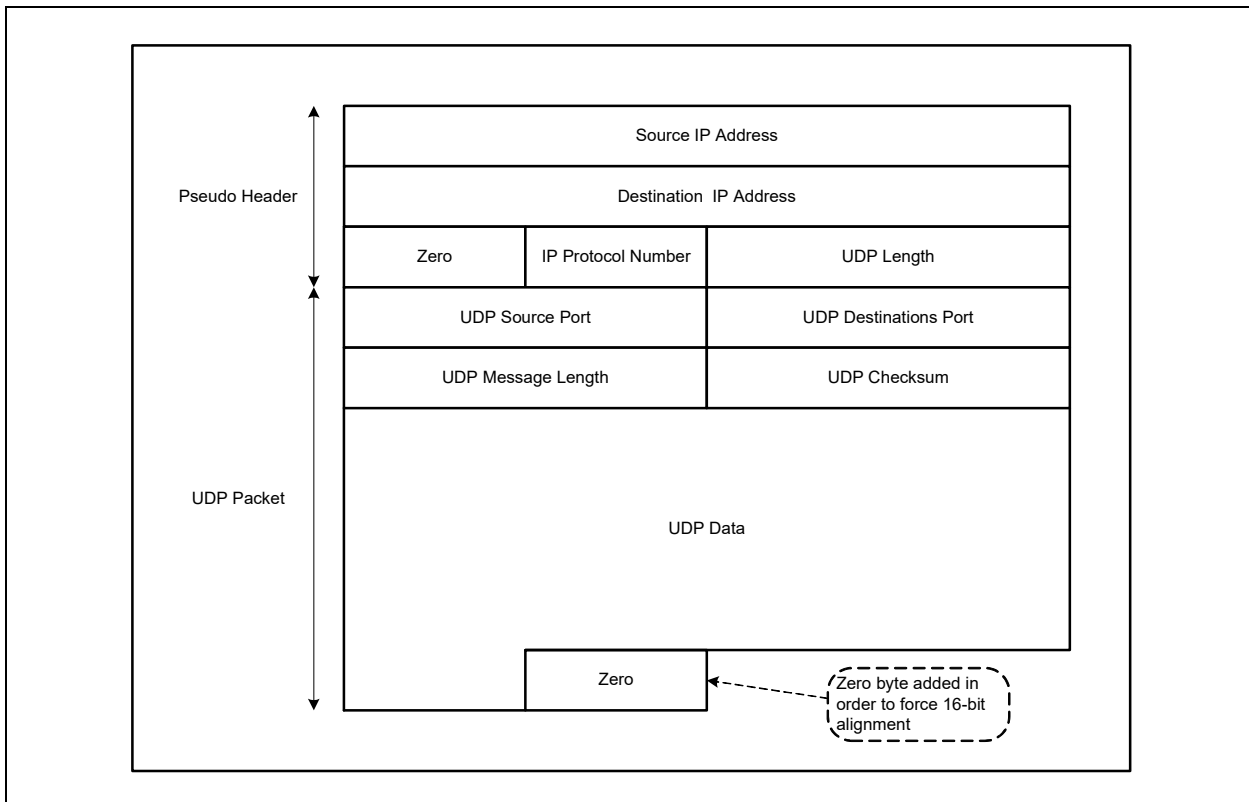 Source IP Address
Pseudo Header
Destination  IP Address
Zero
IP Protocol Number
UDP Length
UDP Source Port
UDP Destinations Port
UDP Message Length
UDP Checksum
UDP Packet
UDP Data
Zero
Zero byte added in
order to force 16-bit
alignment